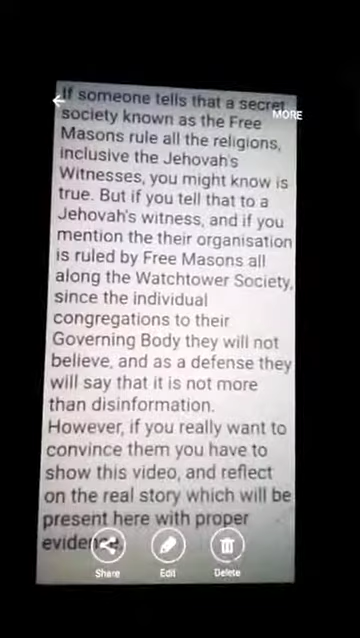 If someone tells that a secret
MORE
society known as the Free
Masons rule all the religions,
inclusive the Jehovah's
Witnesses, you might know is
true. But if you tell that to a
Jehovah's witness, and if you
mention the their organisation
is ruled by Free Masons all
along the Watchtower Society,
since the individual
congregations to their
Governing Body they will not
believe, and as a defense they
will say that it is not more
than disinformation.
However, if you really want to
convince them you have to
show this video, and reflect
on the real story which will be
present here with proper
evidence.
Share Edit Delete